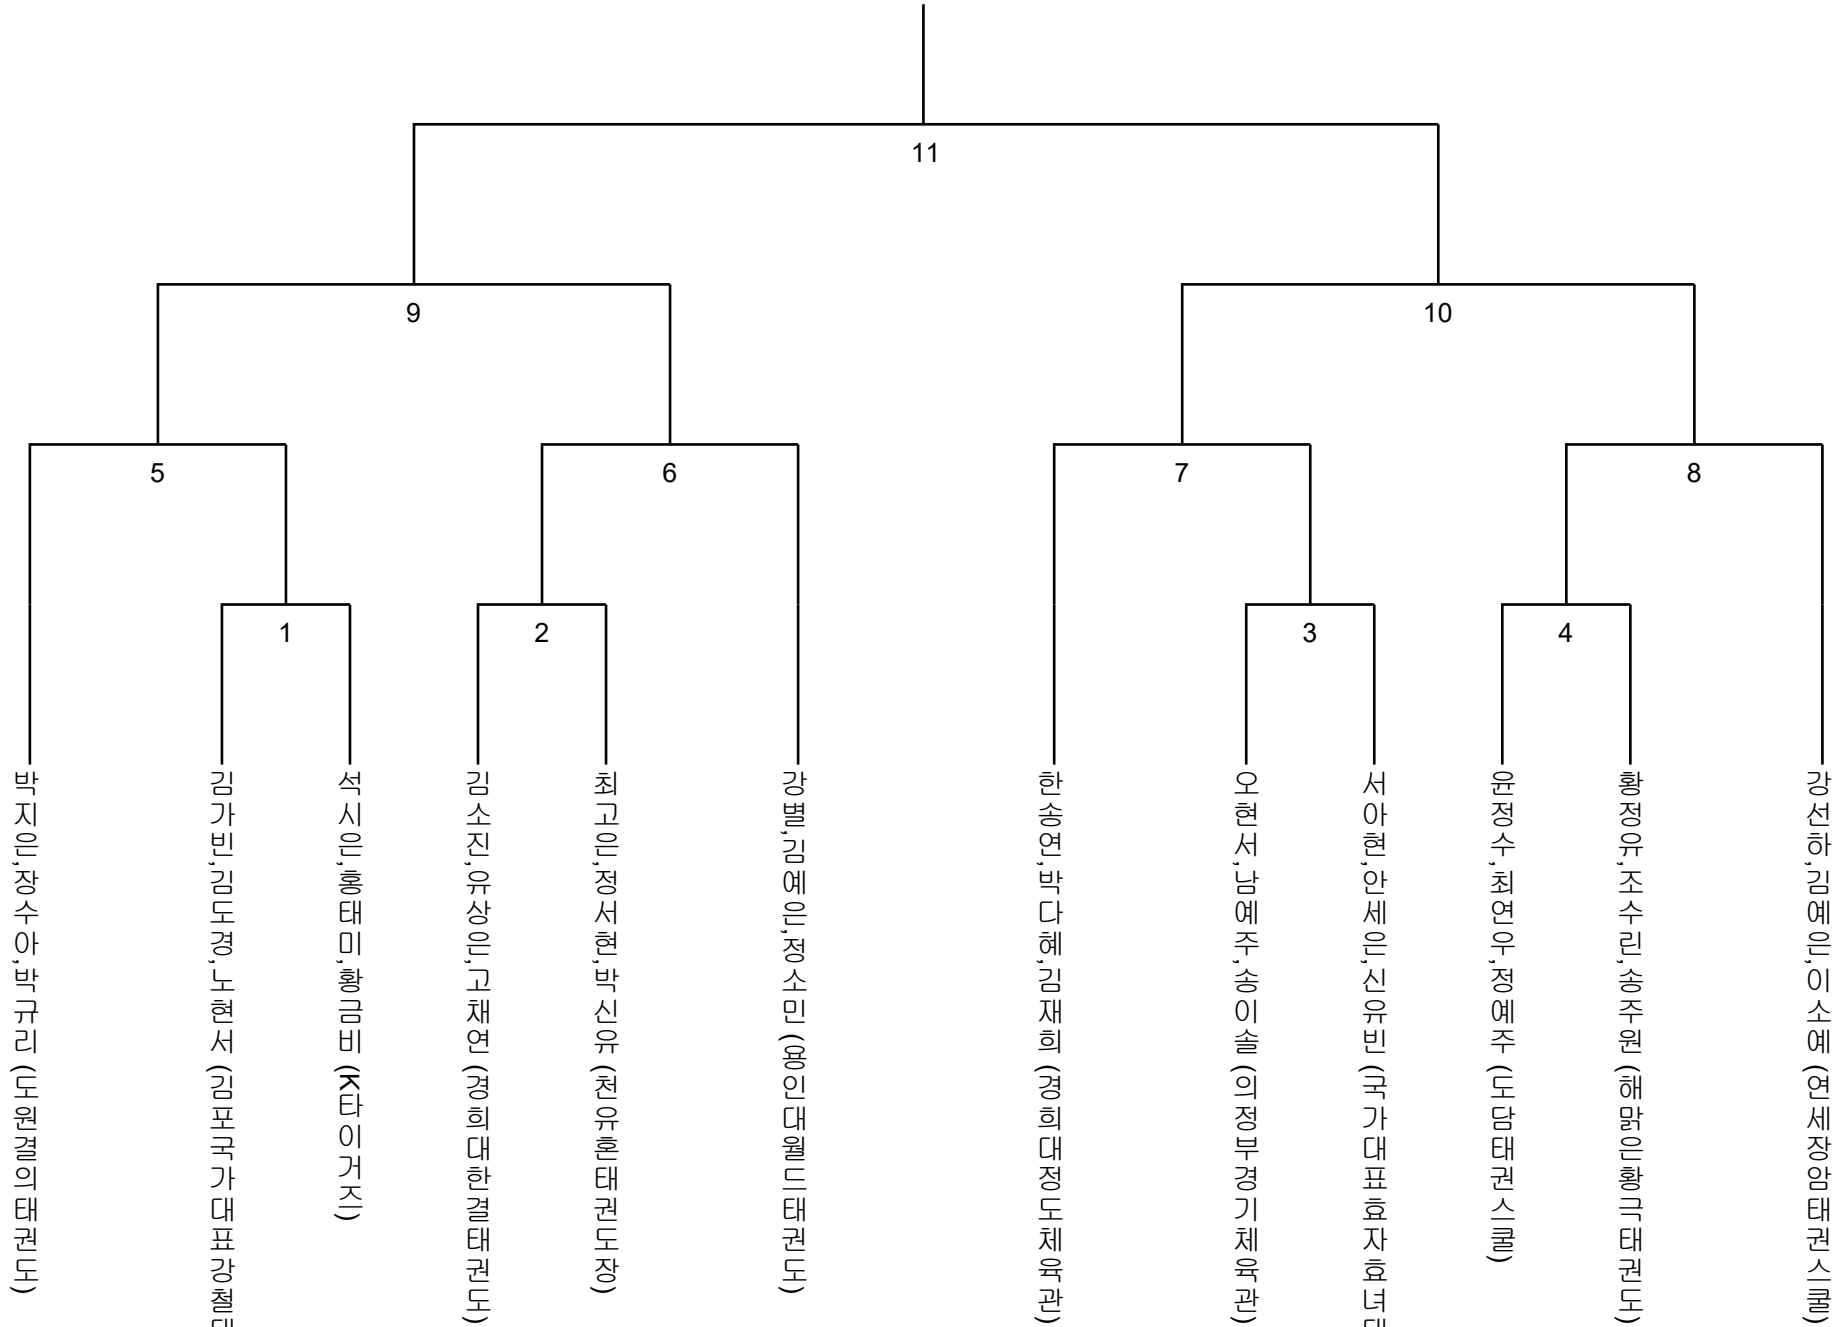 11
9
10
5
6
7
8
1
2
3
4
박지은,장수아,박규리 (도원결의태권도)
김가빈,김도경,노현서 (김포국가대표강철태
석시은,홍태미,황금비 (K타이거즈)
김소진,유상은,고채연 (경희대한결태권도)
최고은,정서현,박신유 (천유혼태권도장)
강별,김예은,정소민 (용인대월드태권도)
한송연,박다혜,김재희 (경희대정도체육관)
오현서,남예주,송이솔 (의정부경기체육관)
서아현,안세은,신유빈 (국가대표효자효녀태
윤정수,최연우,정예주 (도담태권스쿨)
황정유,조수린,송주원 (해맑은황극태권도)
강선하,김예은,이소예 (연세장암태권스쿨)